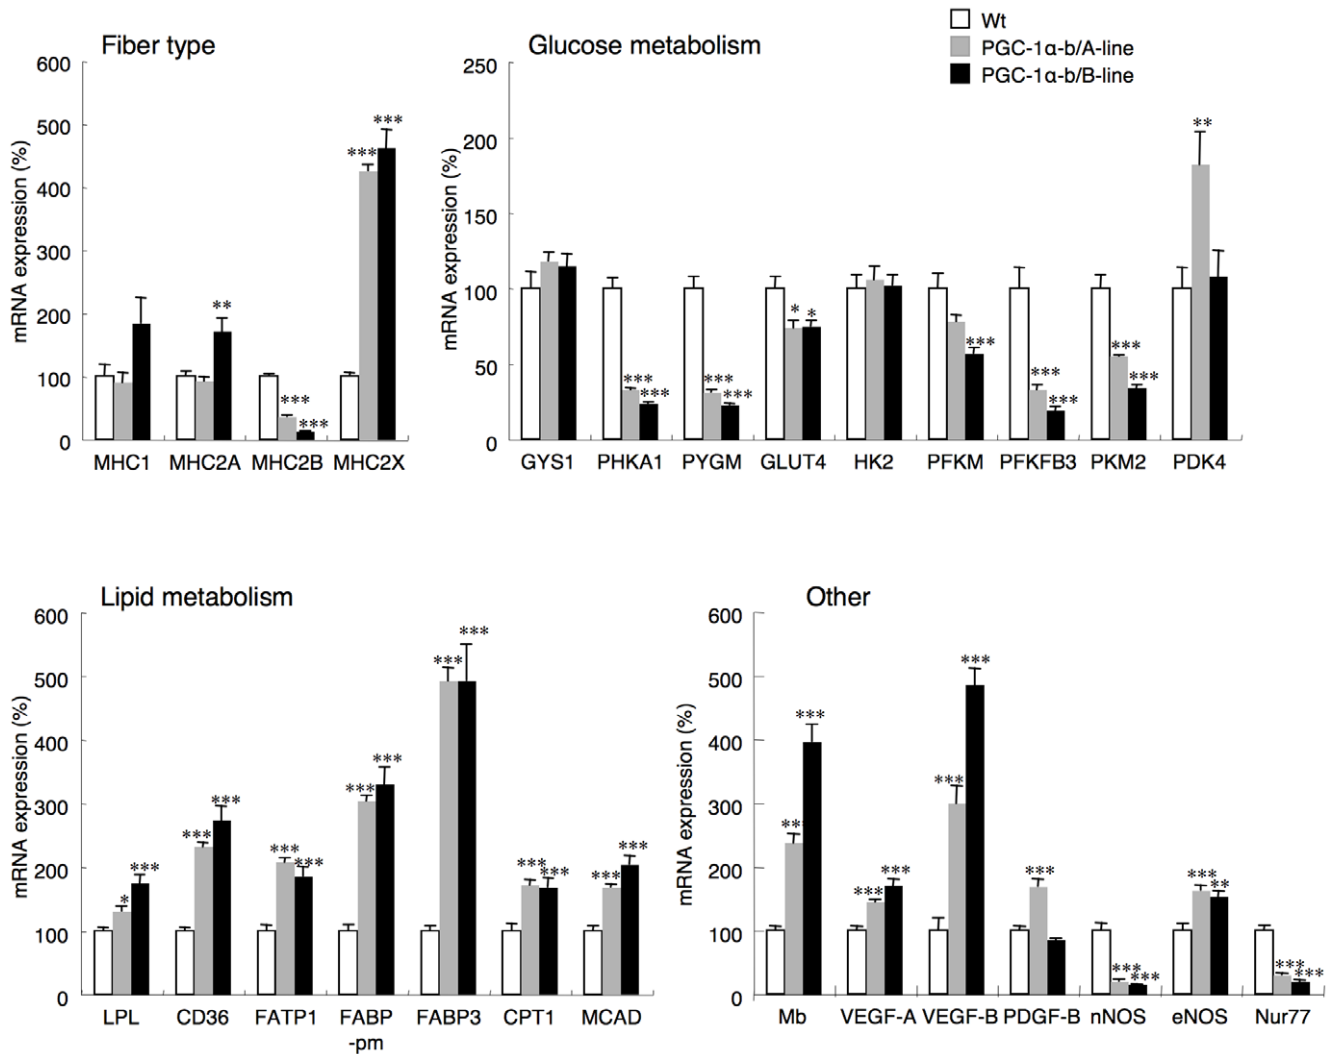 Wt
PGC-1α-b/A-line
PGC-1α-b/B-line
Fiber type
mRNA expression (%)
600
500
400
300
200
100
0
** *** *** *** ***
MHC1 MHC2A MHC2B MHC2X
Glucose metabolism
mRNA expression (%)
250
200
150
100
50
0
*** *** *** *** * * *** *** *** *** *** **
GYS1 PHKA1 PYGM GLUT4 HK2 PFKM PFKFB3 PKM2 PDK4
Lipid metabolism
mRNA expression (%)
600
500
400
300
200
100
0
* *** *** *** *** *** *** *** *** *** *** *** *** ***
LPL CD36 FATP1 FABP FABP3 CPT1 MCAD
-pm
Other
mRNA expression (%)
600
500
400
300
200
100
0
** *** *** *** *** *** *** *** *** ** *** ***
Mb VEGF-A VEGF-B PDGF-B nNOS eNOS Nur77